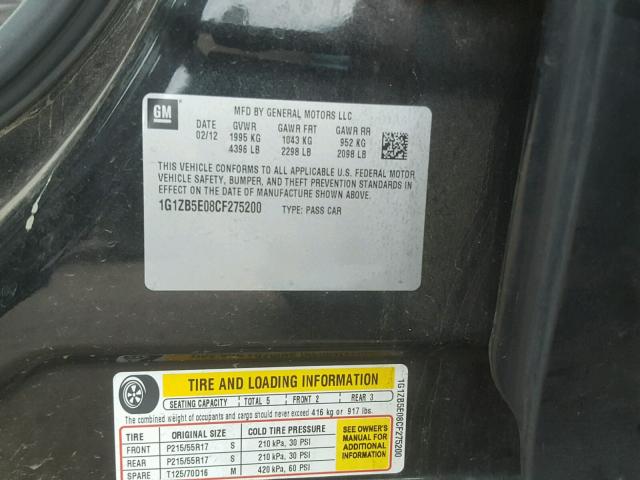 GM
MFD BY GENERAL MOTORS LLC
DATE GVWR GAWR FRT GAWR RR
02/12 1995 KG 1043 KG 952 KG
4396 LB 2298 LB 2098 LB
THIS VEHICLE CONFORMS TO ALL APPLICABLE U.S. FEDERAL MOTOR
VEHICLE SAFETY, BUMPER, AND THEFT PREVENTION STANDARDS IN
EFFECT ON THE DATE OF MANUFACTURE SHOWN ABOVE.
1G1ZB5E08CF275200 TYPE: PASS CAR
TIRE AND LOADING INFORMATION
SEATING CAPACITY TOTAL 5 FRONT 2 REAR 3
The combined weight of occupants and cargo should never exceed 416 kg or 917 lbs.
TIRE ORIGINAL SIZE COLD TIRE PRESSURE
FRONT P215/55R17 S 210 kPa, 30 PSI
REAR P215/55R17 S 210 kPa, 30 PSI
SPARE T125/70D16 M 420 kPa, 60 PSI
SEE OWNER'S
MANUAL FOR
ADDITIONAL
INFORMATION
1G1ZB5E08CF275200